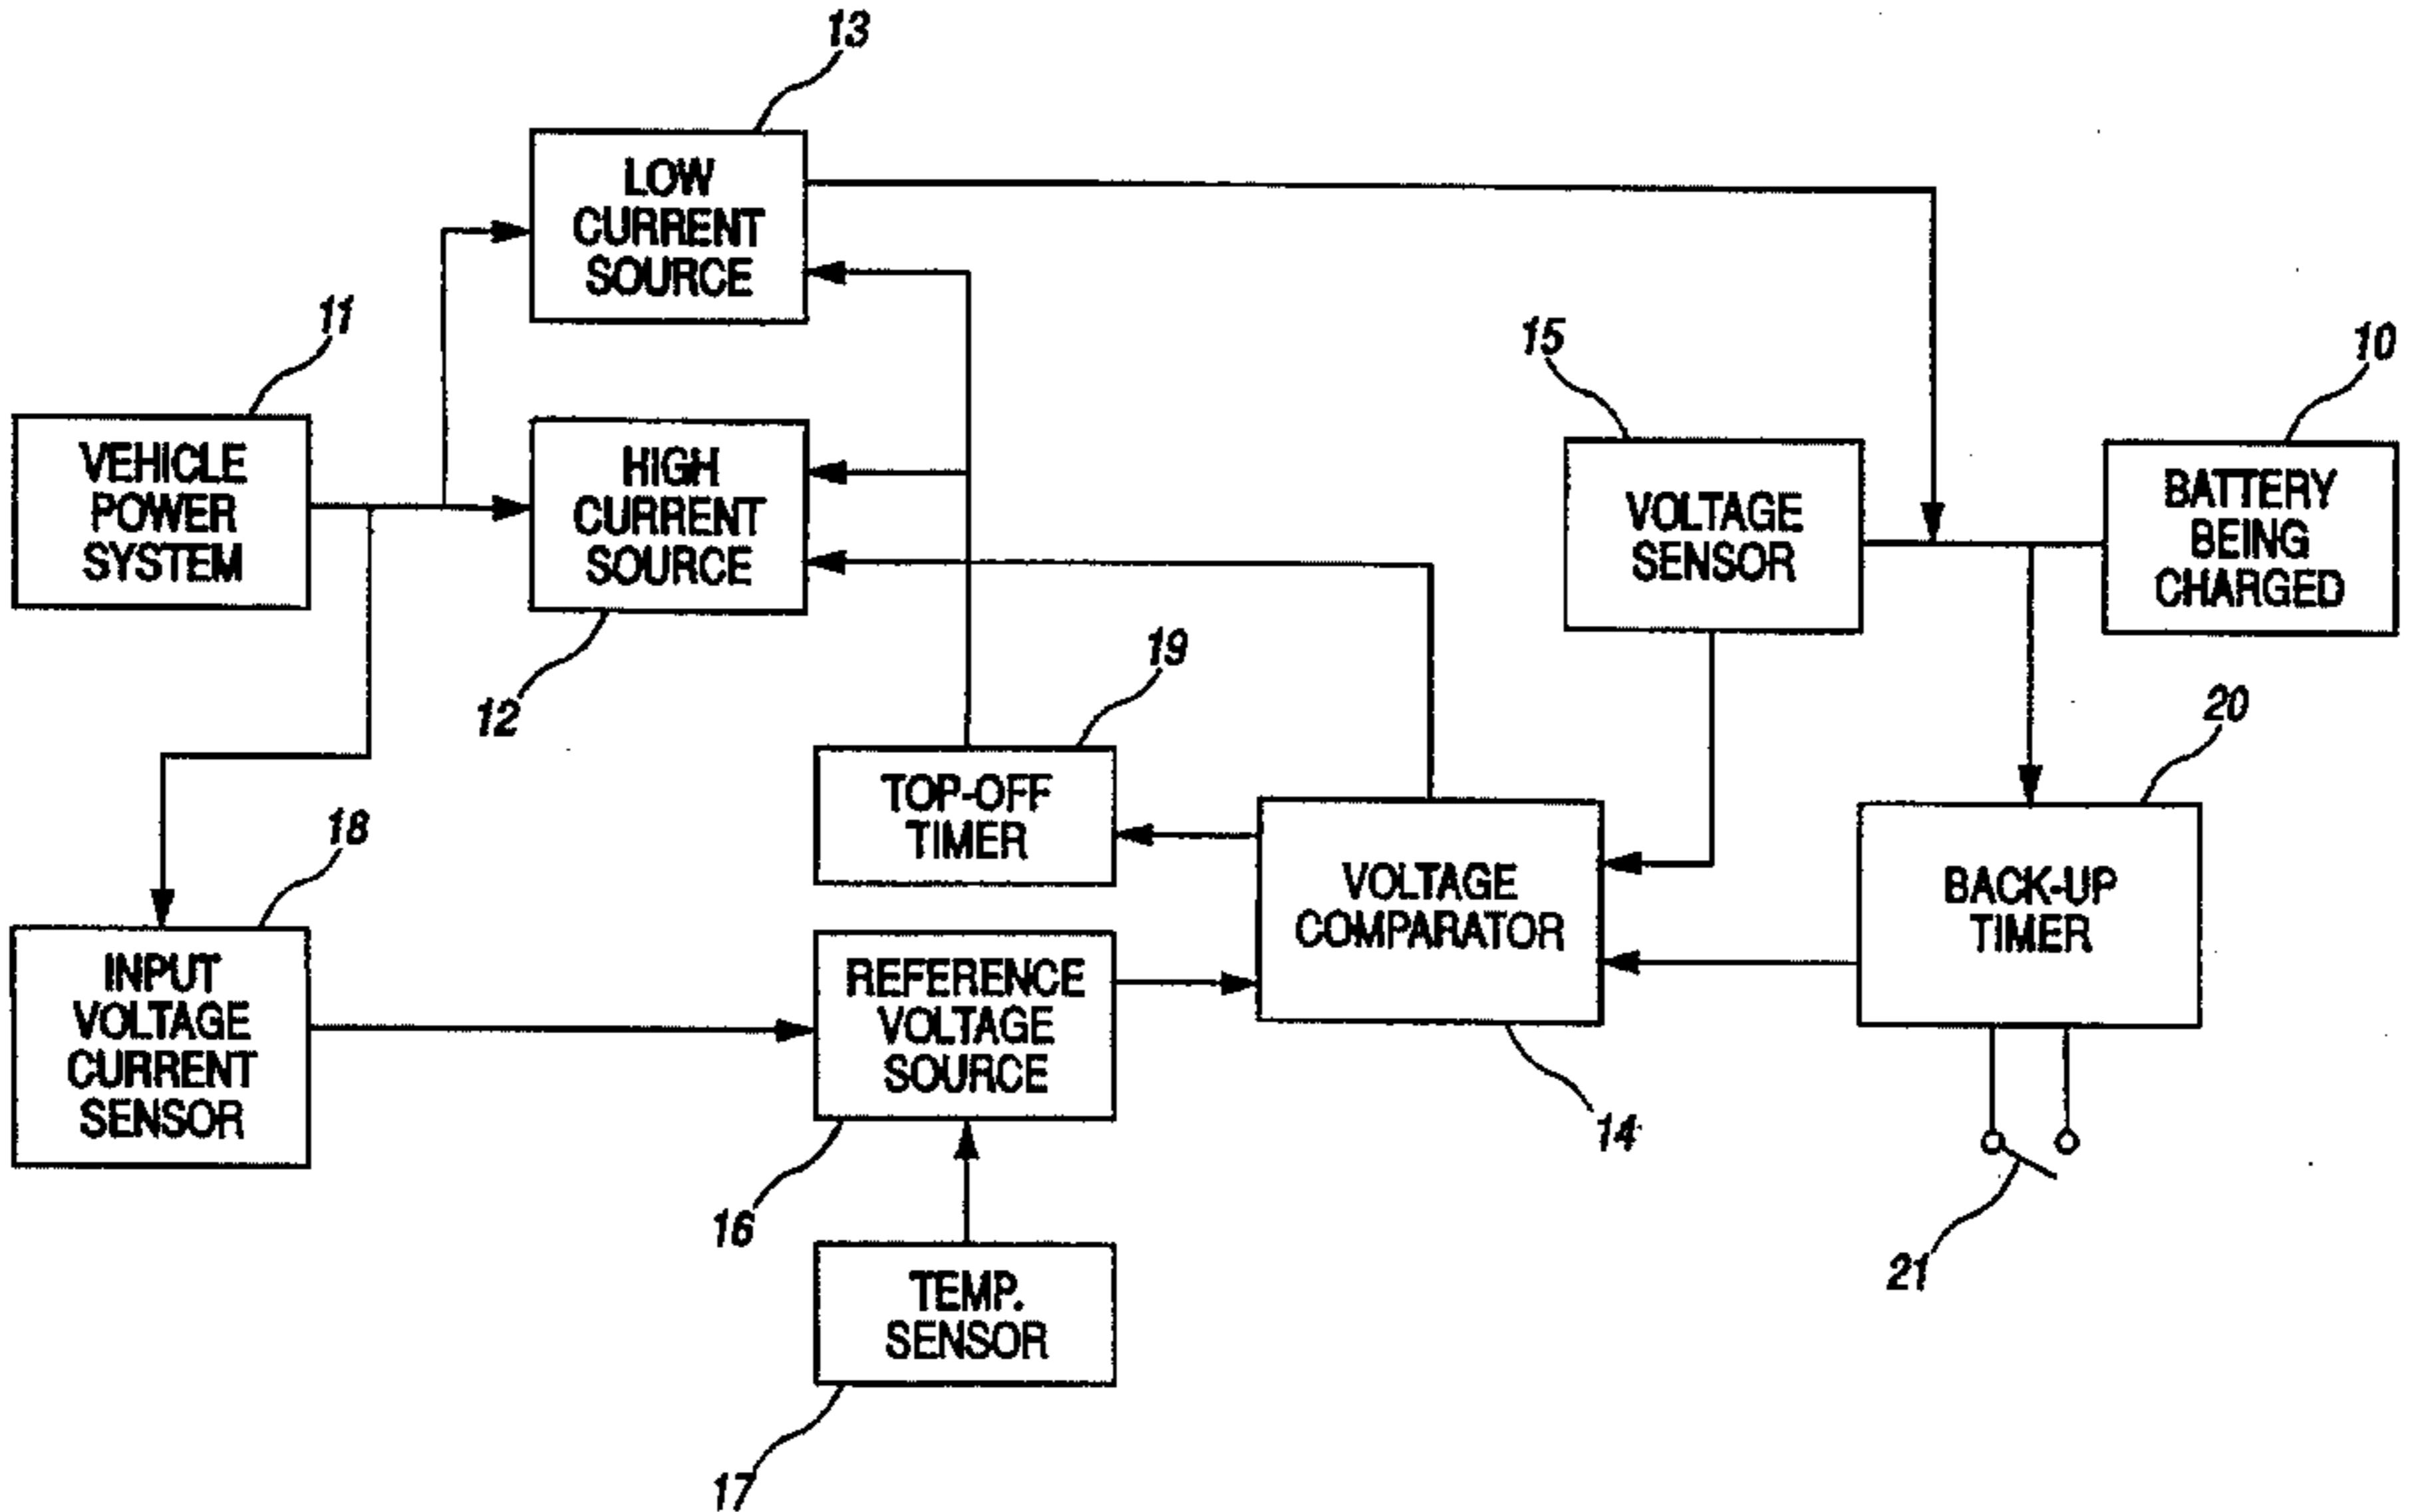 13
LOW
CURRENT
SOURCE
11
VEHICLE
POWER
SYSTEM
HIGH
CURRENT
SOURCE
12
15
VOLTAGE
SENSOR
10
BATTERY
BEING
CHARGED
19
TOP-OFF
TIMER
20
BACK-UP
TIMER
18
INPUT
VOLTAGE
CURRENT
SENSOR
REFERENCE
VOLTAGE
SOURCE
16
VOLTAGE
COMPARATOR
14
21
TEMP.
SENSOR
17